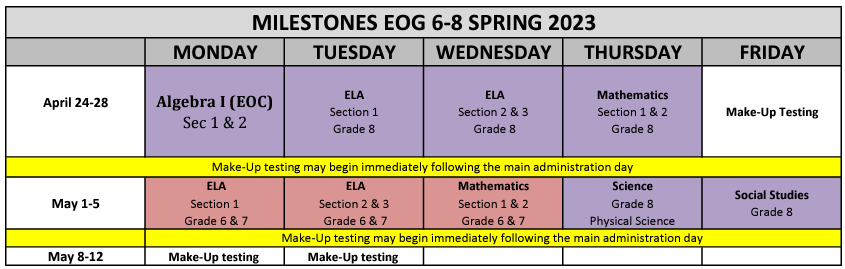 MILESTONES EOG 6-8 SPRING 2023
MONDAY TUESDAY WEDNESDAY THURSDAY FRIDAY
April 24-28
Algebra I (EOC)
Sec 1 & 2
ELA
Section 1
Grade 8
ELA
Section 2 & 3
Grade 8
Mathematics
Section 1 & 2
Grade 8
Make-Up Testing
Make-Up testing may begin immediately following the main administration day
May 1-5
ELA
Section 1
Grade 6 & 7
ELA
Section 2 & 3
Grade 6 & 7
Mathematics
Section 1 & 2
Grade 6 & 7
Science
Grade 8
Physical Science
Social Studies
Grade 8
Make-Up testing may begin immediately following the main administration day
May 8-12 Make-Up testing Make-Up testing